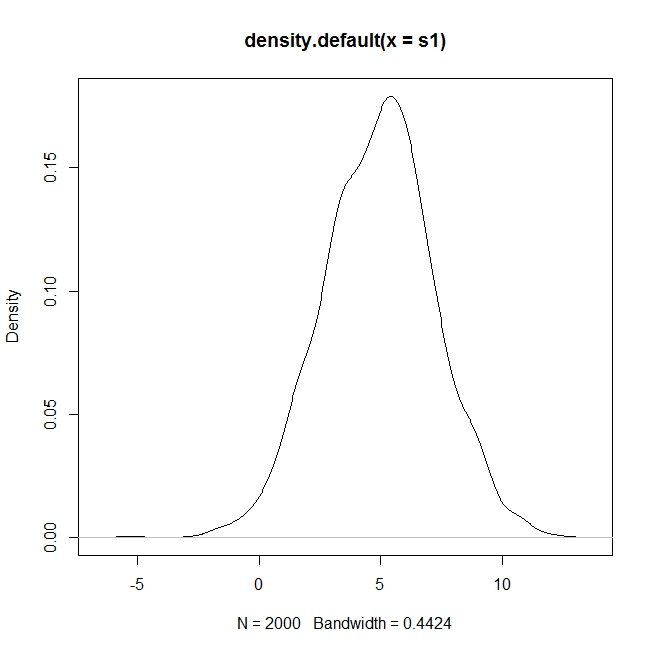 density.default(x = s1)
0.15
0.10
0.05
0.00
Density
-5 0 5 10
N = 2000 Bandwidth = 0.4424